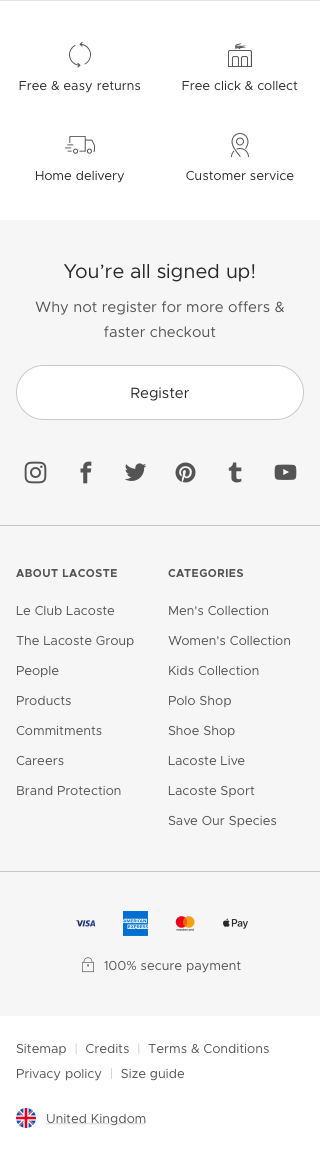 Free & easy returns
Free click & collect
Home delivery
Customer service
You're all signed up!
Why not register for more offers &
faster checkout
Register
ABOUT LACOSTE
Le Club Lacoste
The Lacoste Group
People
Products
Commitments
Careers
Brand Protection
CATEGORIES
Men's Collection
Women's Collection
Kids Collection
Polo Shop
Shoe Shop
Lacoste Live
Lacoste Sport
Save Our Species
VISA
AMERICAN
EXPRESS
mastercard
Pay
100% secure payment
Sitemap | Credits | Terms & Conditions
Privacy policy | Size guide
United Kingdom